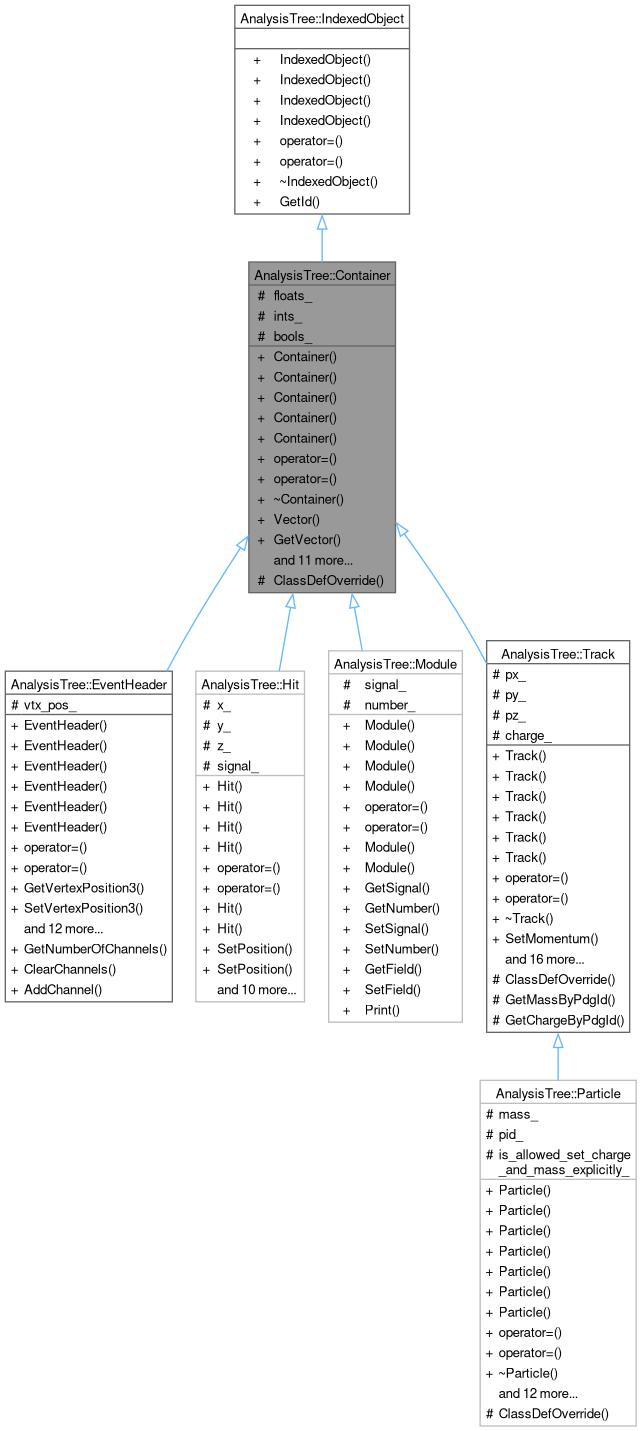 AnalysisTree::IndexedObject
+ IndexedObject()
+ IndexedObject()
+ IndexedObject()
+ IndexedObject()
+ operator=()
+ operator=()
+ ~IndexedObject()
+ GetId()
AnalysisTree::Container
# floats_
# ints_
# bools_
+ Container()
+ Container()
+ Container()
+ Container()
+ Container()
+ operator=()
+ operator=()
+ ~Container()
+ Vector()
+ GetVector()
and 11 more...
# ClassDefOverride()
AnalysisTree::EventHeader
# vtx_pos_
+ EventHeader()
+ EventHeader()
+ EventHeader()
+ EventHeader()
+ EventHeader()
+ EventHeader()
+ operator=()
+ operator=()
+ GetVertexPosition3()
+ SetVertexPosition3()
and 12 more...
+ GetNumberOfChannels()
+ ClearChannels()
+ AddChannel()
AnalysisTree::Hit
# x_
# y_
# z_
# signal_
+ Hit()
+ Hit()
+ Hit()
+ Hit()
+ operator=()
+ operator=()
+ Hit()
+ Hit()
+ SetPosition()
+ SetPosition()
and 10 more...
AnalysisTree::Module
# signal_
# number_
+ Module()
+ Module()
+ Module()
+ Module()
+ operator=()
+ operator=()
+ Module()
+ Module()
+ GetSignal()
+ GetNumber()
+ SetSignal()
+ SetNumber()
+ GetField()
+ SetField()
+ Print()
AnalysisTree::Track
# px_
# py_
# pz_
# charge_
+ Track()
+ Track()
+ Track()
+ Track()
+ Track()
+ Track()
+ operator=()
+ operator=()
+ ~Track()
+ SetMomentum()
and 16 more...
# ClassDefOverride()
# GetMassByPdgId()
# GetChargeByPdgId()
AnalysisTree::Particle
# mass_
# pid_
# is_allowed_set_charge
_and_mass_explicitly_
+ Particle()
+ Particle()
+ Particle()
+ Particle()
+ Particle()
+ Particle()
+ Particle()
+ operator=()
+ operator=()
+ ~Particle()
and 12 more...
# ClassDefOverride()